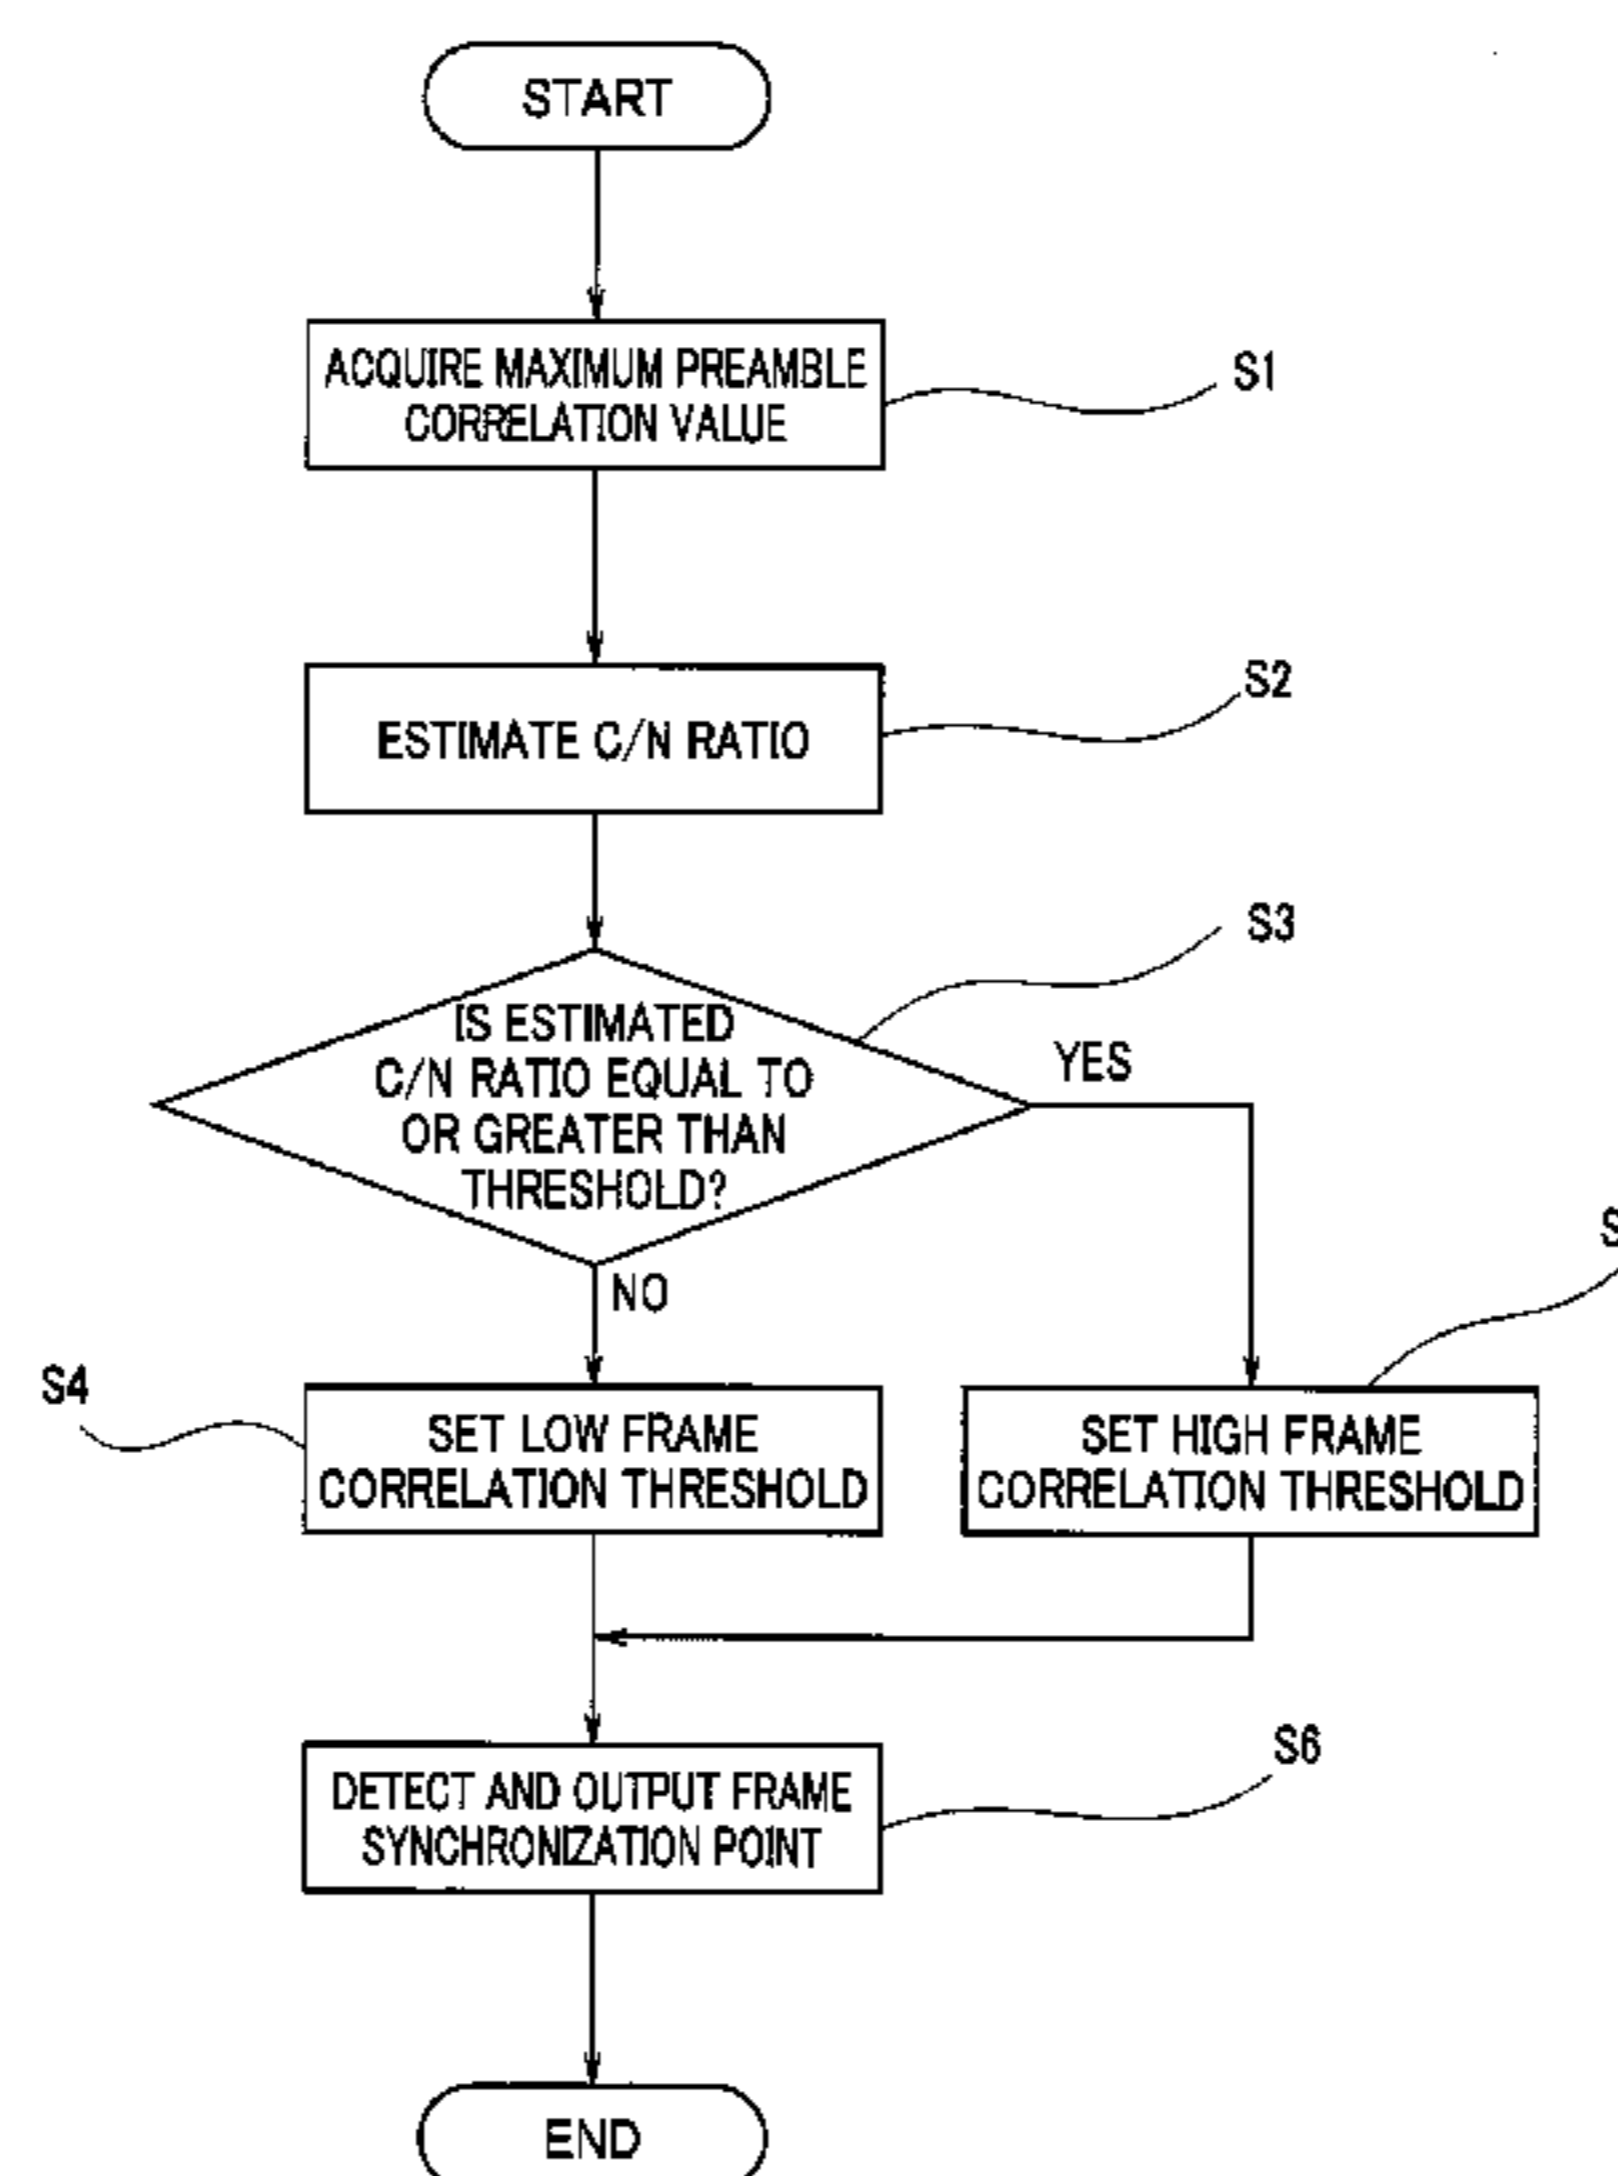 START
ACQUIRE MAXIMUM PREAMBLE
CORRELATION VALUE
S1
ESTIMATE C/N RATIO
S2
S3
IS ESTIMATED
C/N RATIO EQUAL TO
OR GREATER THAN
THRESHOLD?
YES
NO
S4
SET LOW FRAME
CORRELATION THRESHOLD
SET HIGH FRAME
CORRELATION THRESHOLD
S6
DETECT AND OUTPUT FRAME
SYNCHRONIZATION POINT
END